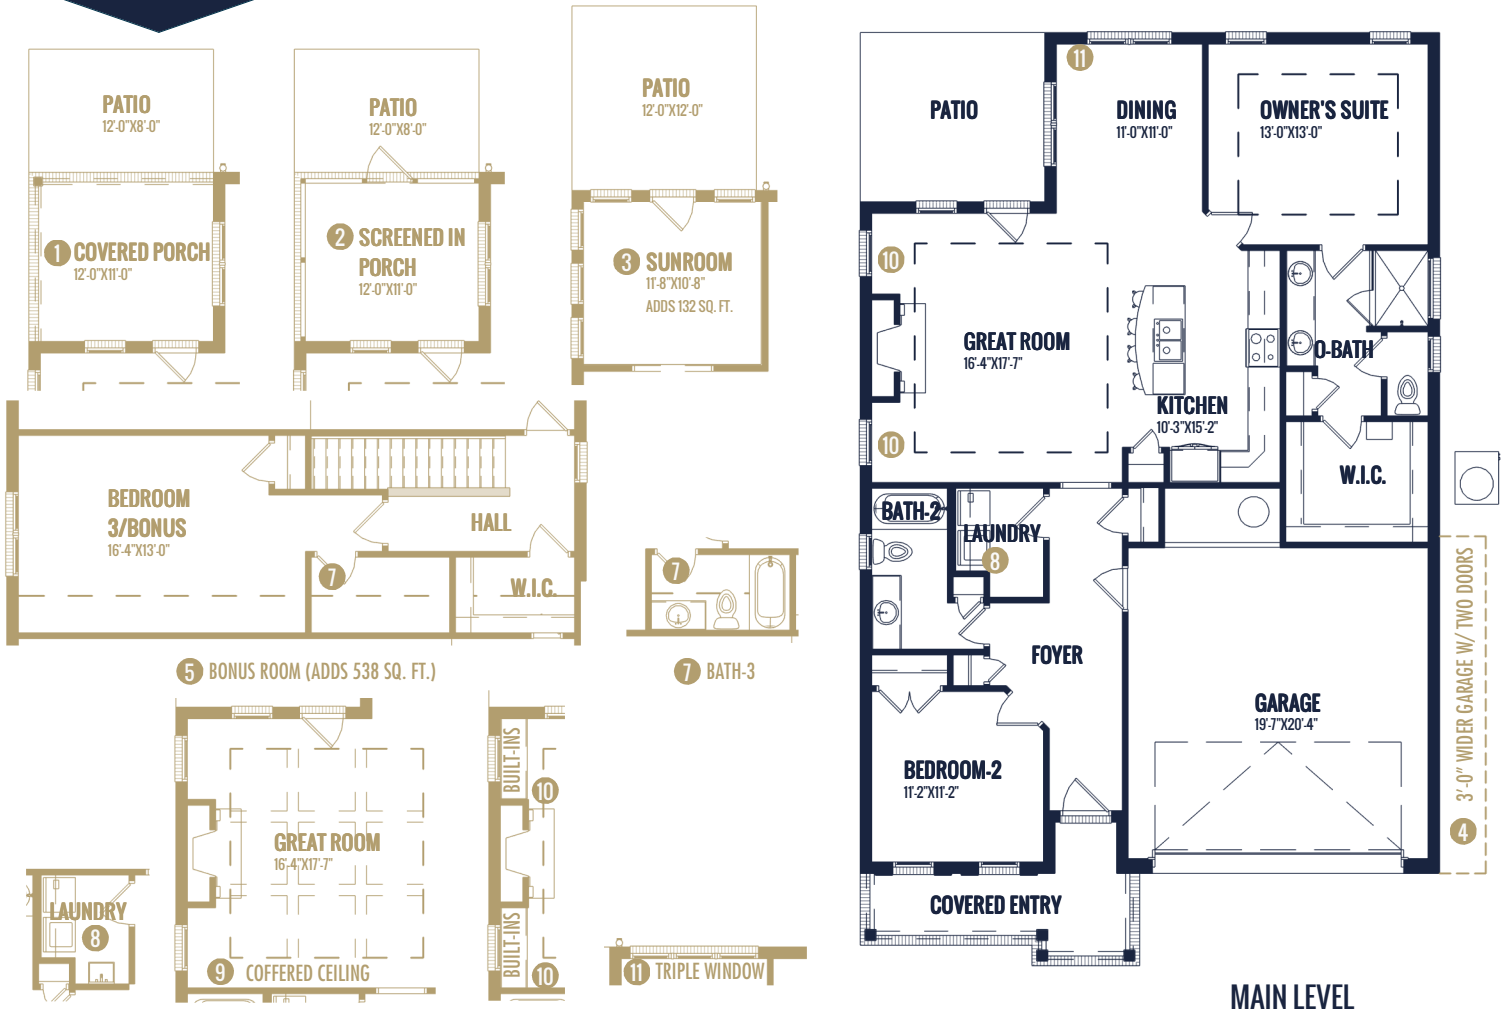 PATIO
12'-0"X8'-0"
1 COVERED PORCH
12'-0"X11'-0"
PATIO
12'-0"X8'-0"
2 SCREENED IN
PORCH
12'-0"X11'-0"
PATIO
12'-0"X12'-0"
3 SUNROOM
11'-8"X10'-8"
ADDS 132 SQ. FT.
BEDROOM
3/BONUS
16'-4"X13'-0"
HALL
7
W.I.C.
5 BONUS ROOM (ADDS 538 SQ. FT.)
7
7 BATH-3
LAUNDRY
8
GREAT ROOM
16'-4"X17'-7"
9 COFFERED CEILING
BUILT-INS
10
BUILT-INS
10
11 TRIPLE WINDOW
11
PATIO
DINING
11'-0"X11'-0"
OWNER'S SUITE
13'-0"X13'-0"
10
GREAT ROOM
16'-4"X17'-7"
O-BATH
KITCHEN
10'-3"X15'-2"
10
W.I.C.
BATH-2
LAUNDRY
8
FOYER
GARAGE
19'-7"X20'-4"
3'-0" WIDER GARAGE W/ TWO DOORS
4
BEDROOM-2
11'-2"X11'-2"
COVERED ENTRY
MAIN LEVEL